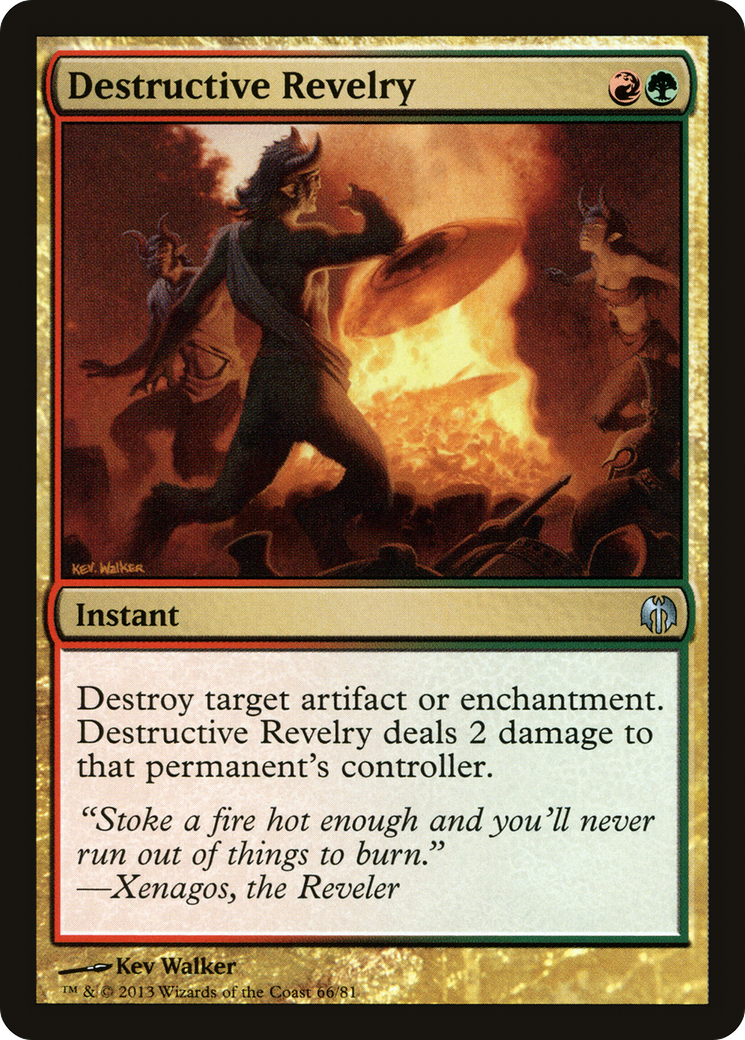 Destructive Revelry
KEV. WALKER
Instant
Destroy target artifact or enchantment.
Destructive Revelry deals 2 damage to
that permanent's controller.
“Stoke a fire hot enough and you'll never
run out of things to burn.”
—Xenagos, the Reveler
Kev Walker
™ & © 2013 Wizards of the Coast 66/81